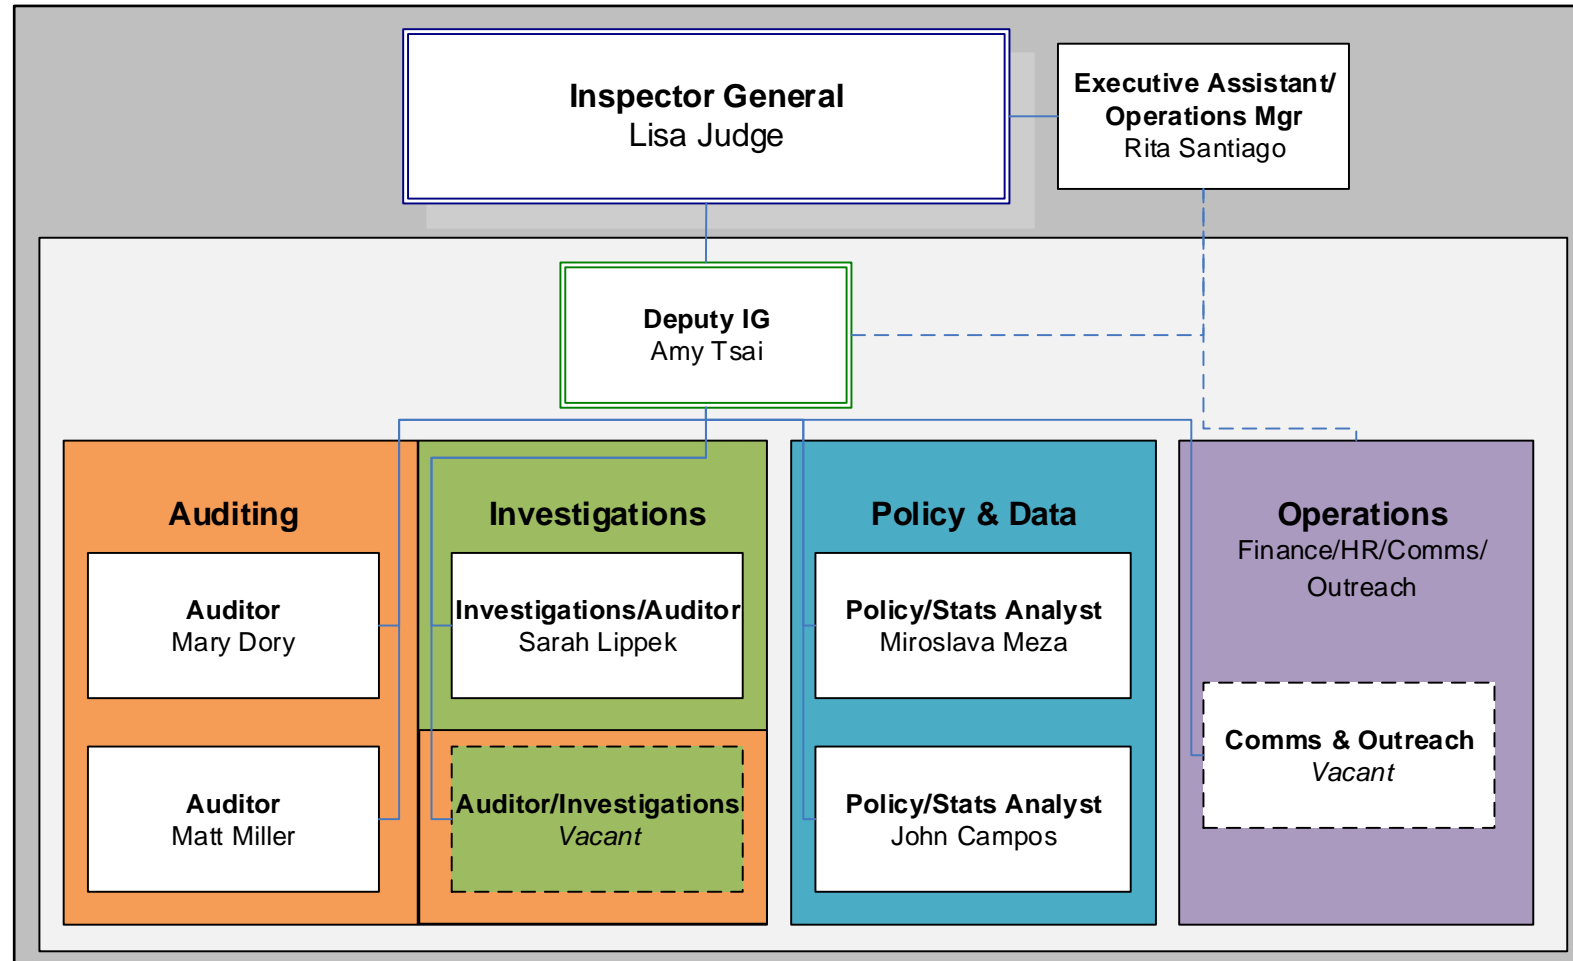 Inspector General
Lisa Judge
Executive Assistant/
Operations Mgr
Rita Santiago
Deputy IG
Amy Tsai
Auditing
Auditor
Mary Dory
Auditor
Matt Miller
Investigations
Investigations/Auditor
Sarah Lippek
Auditor/Investigations
Vacant
Policy & Data
Policy/Stats Analyst
Miroslava Meza
Policy/Stats Analyst
John Campos
Operations
Finance/HR/Comms/
Outreach
Comms & Outreach
Vacant